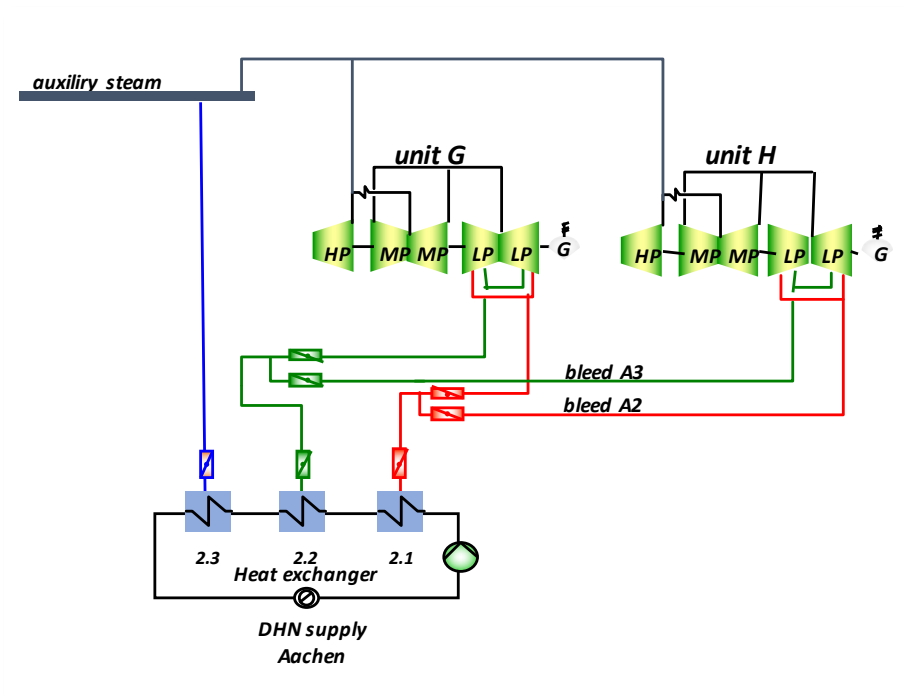 auxiliry steam
unit G
unit H
HP
MP
MP
LP
LP
G
HP
MP
MP
LP
LP
G
bleed A3
bleed A2
2.3
2.2
2.1
Heat exchanger
DHN supply
Aachen